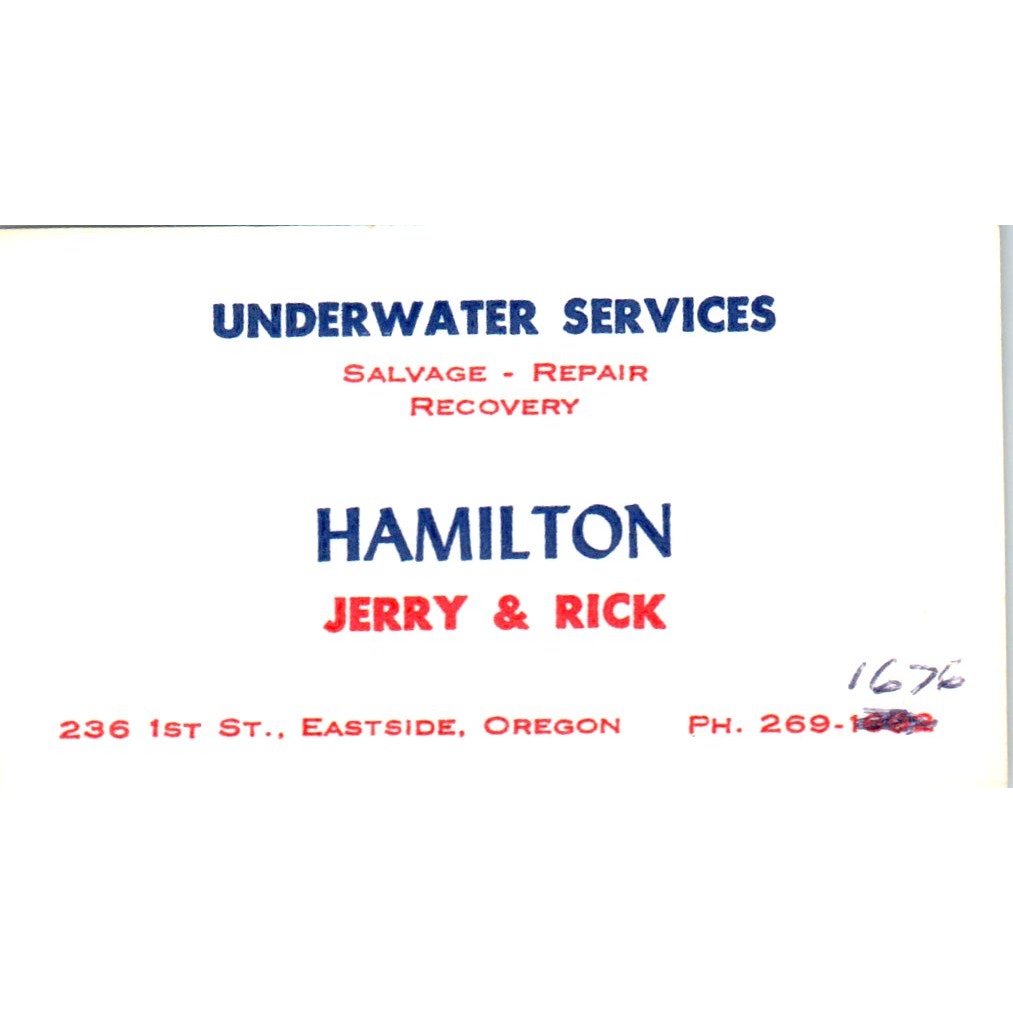 UNDERWATER SERVICES
SALVAGE - REPAIR
RECOVERY
HAMILTON
JERRY & RICK
1676
236 1ST ST., EASTSIDE, OREGON PH. 269-